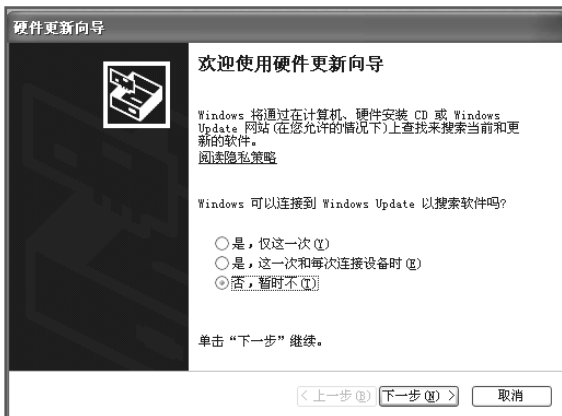 硬件更新向导
欢迎使用硬件更新向导
Windows 将通过在计算机、硬件安装 CD 或 Windows
Update 网站(在您允许的情况下)上查找来搜索当前和更
新的软件。
阅读隐私策略
Windows 可以连接到 Windows Update 以搜索软件吗?
是，仅这一次(Y)
是，这一次和每次连接设备时(E)
否，暂时不(T)
单击“下一步”继续。
< 上一步(B) 下一步(N) > 取消